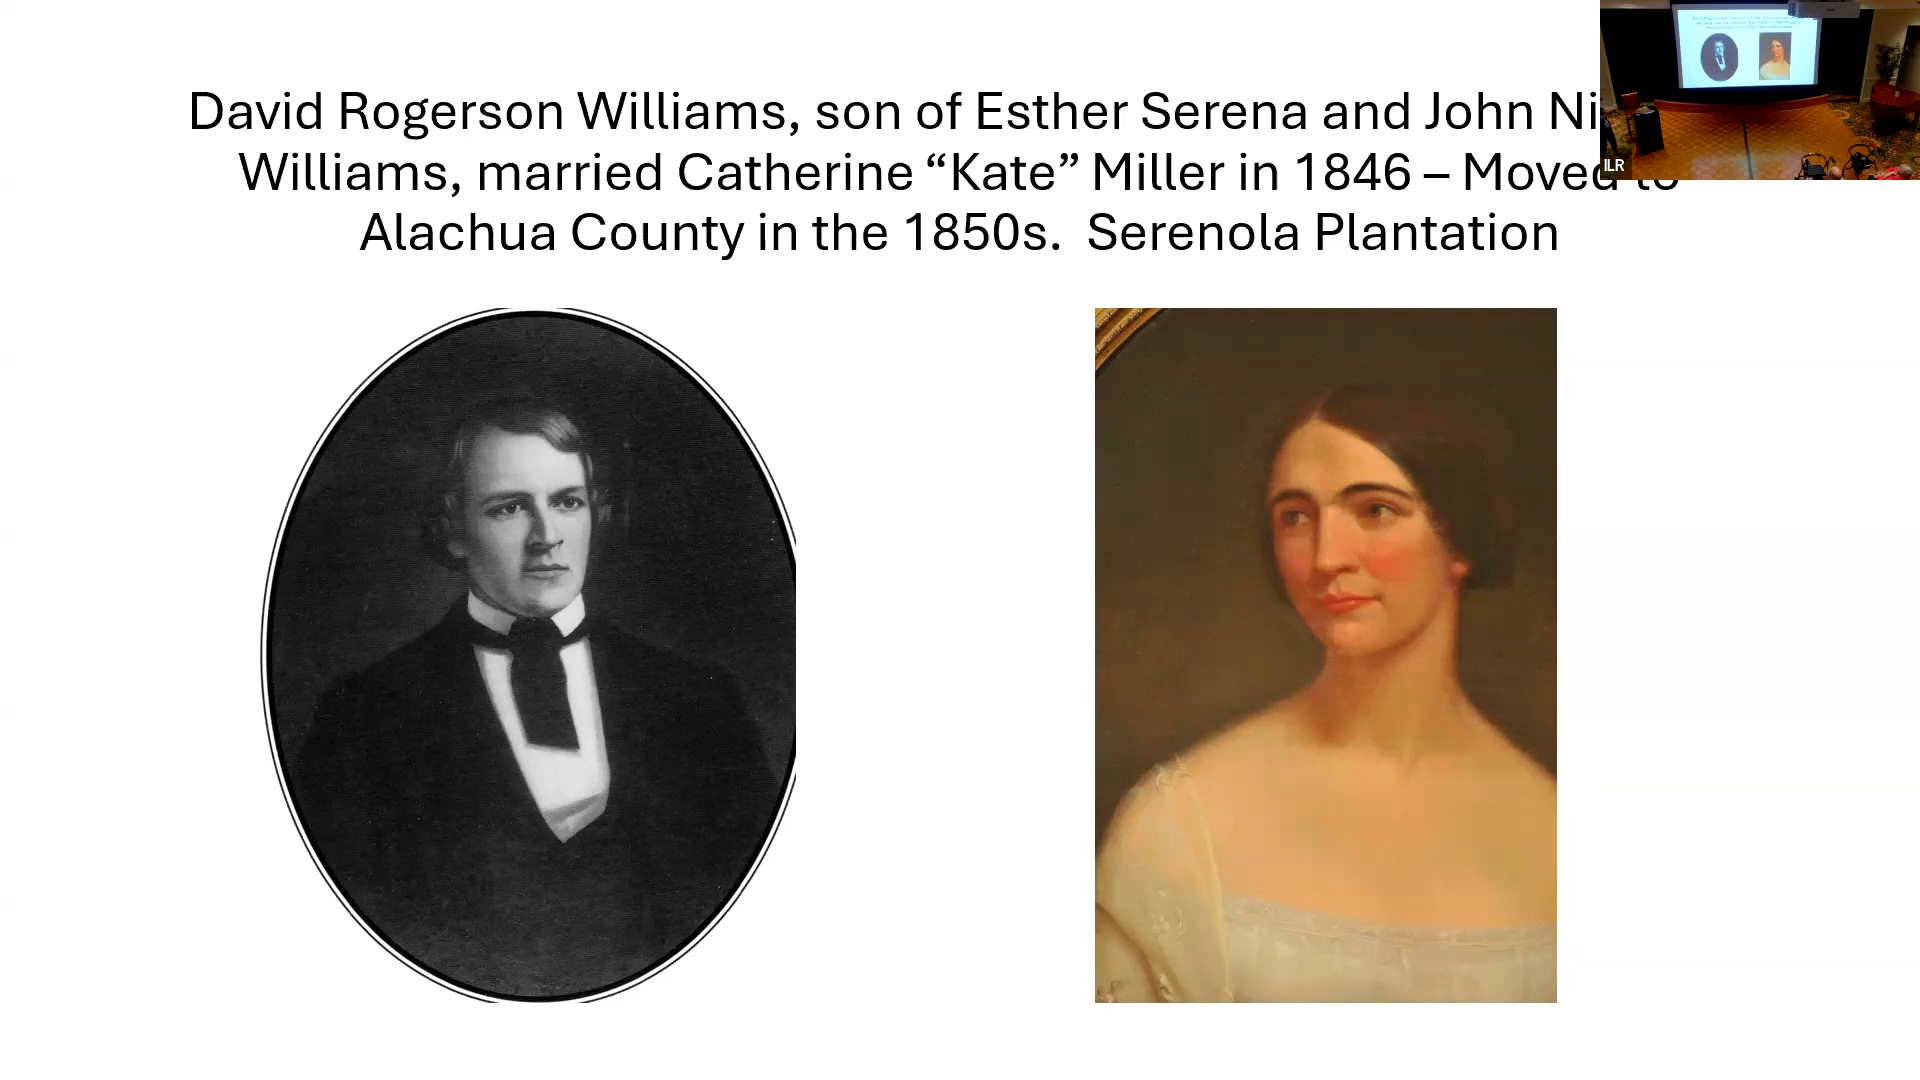 David Rogerson Williams, son of Esther Serena and John Ni
Williams, married Catherine “Kate” Miller in 1846 – Moved to
Alachua County in the 1850s.  Serenola Plantation
ILR